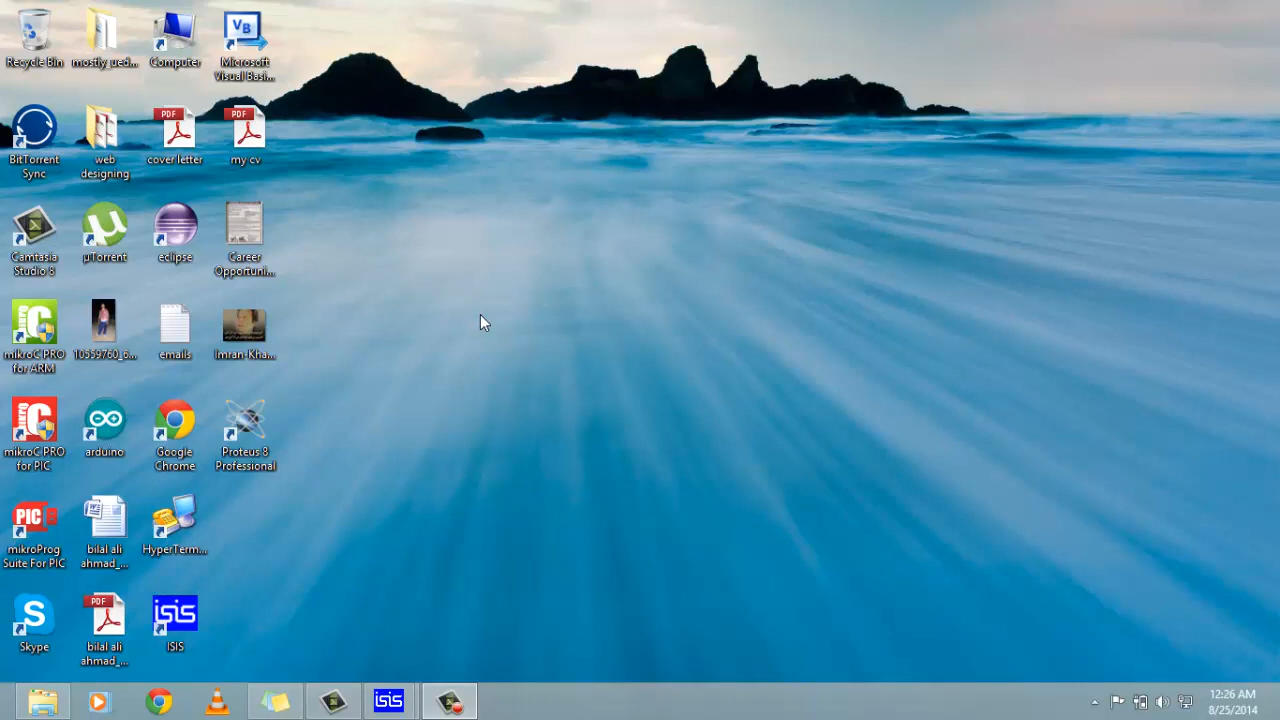 Recycle Bin
mostly_ued...
Computer
Microsoft
Visual Basi...
BitTorrent
Sync
web
designing
PDF
cover letter
PDF
my cv
Camtasia
Studio 8
µTorrent
eclipse
Career
Opportuni...
mikroC PRO
for ARM
10559760_6...
emails
Imran-Kha...
mikroC PRO
for PIC
arduino
Google
Chrome
Proteus 8
Professional
PIC
mikroProg
Suite For PIC
bilal ali
ahmad_...
HyperTerm...
Skype
PDF
bilal ali
ahmad_...
isis
ISIS
isis
12:26 AM
8/25/2014